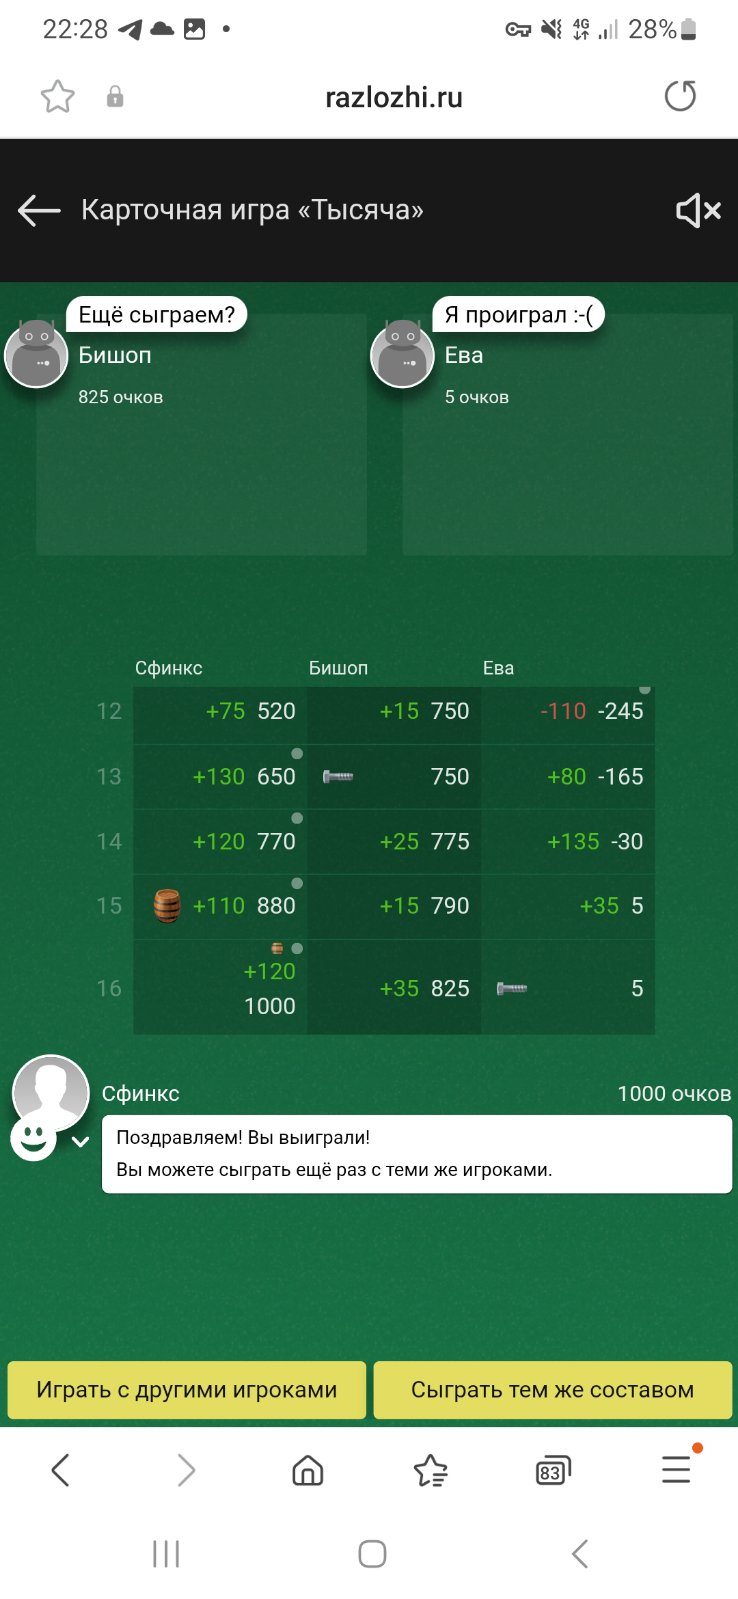 22:28
4G
28%
razlozhi.ru
Карточная игра «Тысяча»
Ещё сыграем?
Я проиграл :-(
Бишоп
Ева
825 очков
5 очков
Сфинкс Бишоп Ева
12 +75 520 +15 750 -110 -245
13 +130 650 750 +80 -165
14 +120 770 +25 775 +135 -30
15 +110 880 +15 790 +35 5
16 +120 1000 +35 825 5
Сфинкс 1000 очков
Поздравляем! Вы выиграли!
Вы можете сыграть ещё раз с теми же игроками.
Играть с другими игроками
Сыграть тем же составом
83